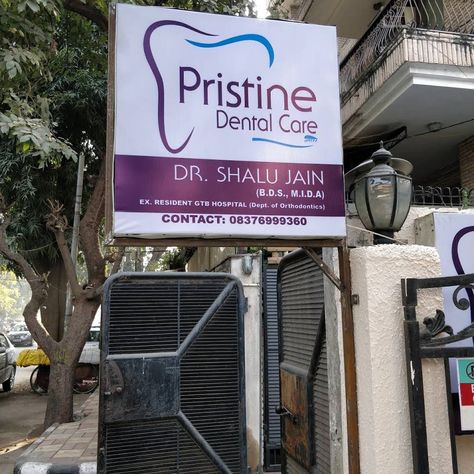 Pristine
Dental Care
DR. SHALU JAIN
(B.D.S., M.I.D.A)
EX. RESIDENT GTB HOSPITAL (Dept. of Orthodontics)
CONTACT: 08376999360